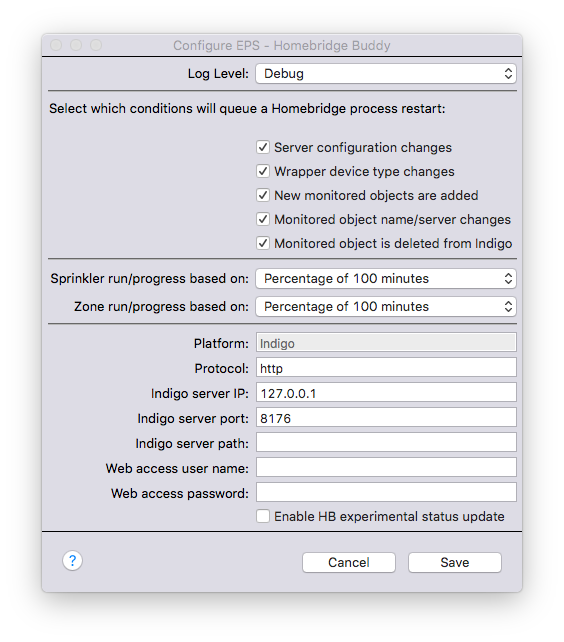 Configure EPS - Homebridge Buddy
Log Level: Debug
Select which conditions will queue a Homebridge process restart:
Server configuration changes
Wrapper device type changes
New monitored objects are added
Monitored object name/server changes
Monitored object is deleted from Indigo
Sprinkler run/progress based on: Percentage of 100 minutes
Zone run/progress based on: Percentage of 100 minutes
Platform: Indigo
Protocol: http
Indigo server IP: 127.0.0.1
Indigo server port: 8176
Indigo server path:
Web access user name:
Web access password:
Enable HB experimental status update
? Cancel Save